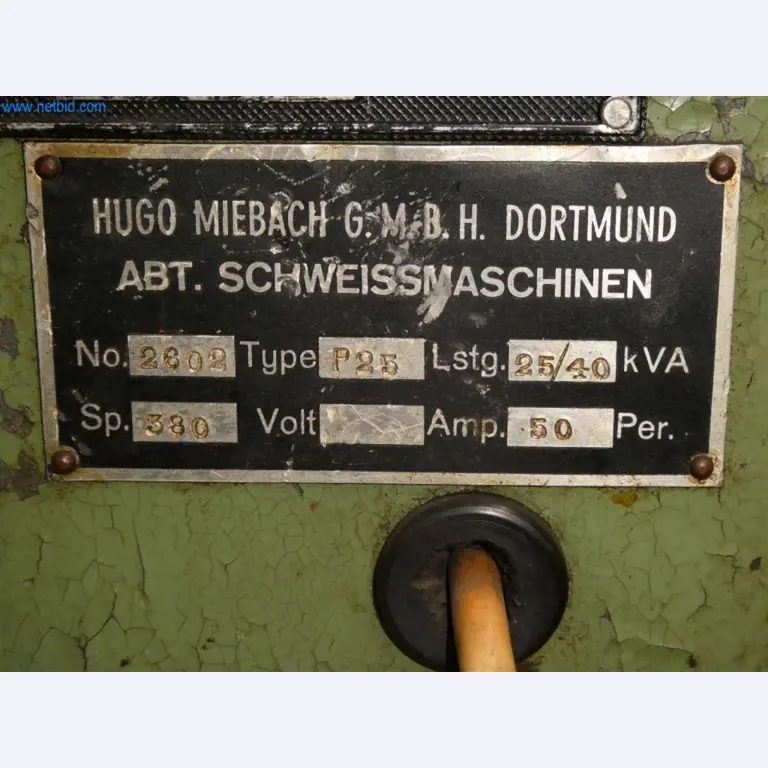 www.netbid.com
HUGO MIEBACH G.M.B.H. DORTMUND
ABT. SCHWEISSMASCHINEN
No. 2602 Type P25 Lstg. 25/40 kVA
Sp. 380 Volt Amp. 50 Per.